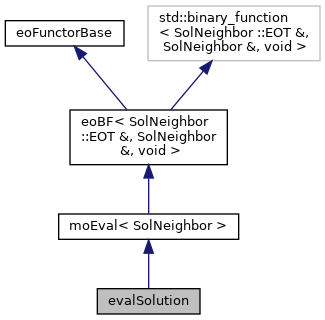 eoFunctorBase
std::binary_function
< SolNeighbor ::EOT &,
SolNeighbor &, void >
eoBF< SolNeighbor
::EOT &, SolNeighbor
&, void >
moEval< SolNeighbor >
evalSolution